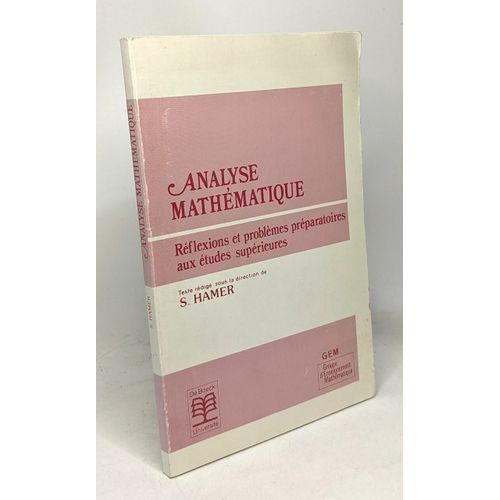 ANALYSE
MATHÉMATIQUE
Réflexions et problèmes préparatoires
aux études supérieures
Texte rédigé sous la direction de
S. HAMER
GEM
Groupe
d'Enseignement
Mathématique
De Boeck
Université
ANALYSE MATHÉMATIQUE
S. HAMER